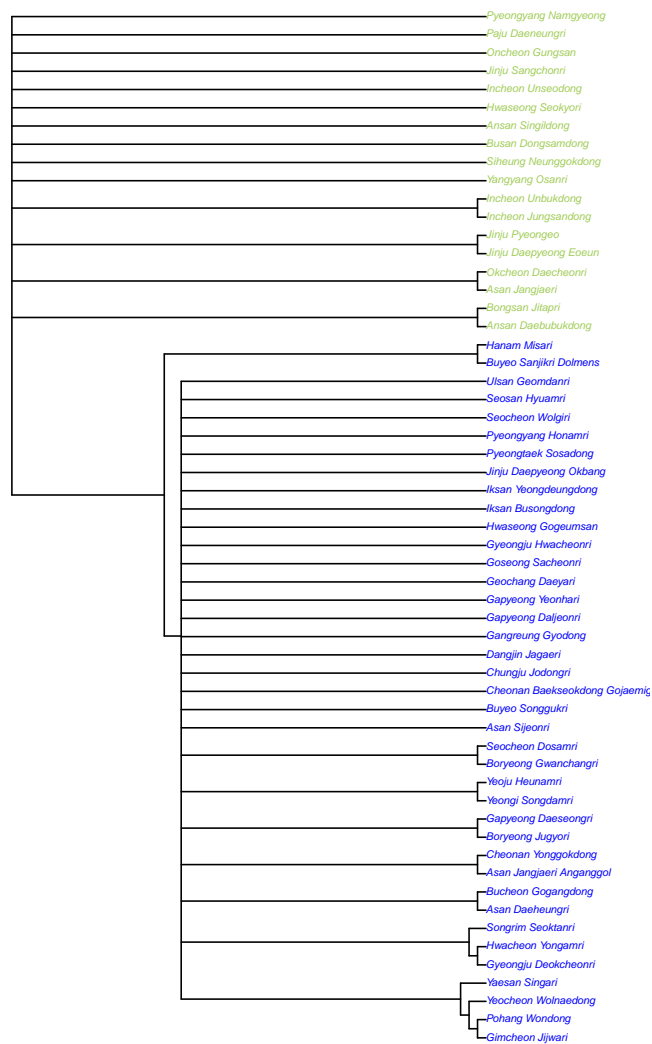 Pyeongyang Namgyeong
Paju Daeneungri
Oncheon Gungsan
Jinju Sangchonri
Incheon Unseodong
Hwaseong Seokyori
Ansan Singildong
Busan Dongsamdong
Siheung Neunggokdong
Yangyang Osanri
Incheon Unbukdong
Incheon Jungsandong
Jinju Pyeongeo
Jinju Daepyeong Eoeun
Okcheon Daecheonri
Asan Jangjaeri
Bongsan Jitapri
Ansan Daebubukdong
Hanam Misari
Buyeo Sanjikri Dolmens
Ulsan Geomdanri
Seosan Hyuamri
Seocheon Wolgiri
Pyeongyang Honamri
Pyeongtaek Sosadong
Jinju Daepyeong Okbang
Iksan Yeongdeungdong
Iksan Busongdong
Hwaseong Gogeumsan
Gyeongju Hwacheonri
Goseong Sacheonri
Geochang Daeyari
Gapyeong Yeonhari
Gapyeong Daljeonri
Gangreung Gyodong
Dangjin Jagaeri
Chungju Jodongri
Cheonan Baekseokdong Gojaemig
Buyeo Songgukri
Asan Sijeonri
Seocheon Dosamri
Boryeong Gwanchangri
Yeoju Heunamri
Yeongi Songdamri
Gapyeong Daeseongri
Boryeong Jugyori
Cheonan Yonggokdong
Asan Jangjaeri Anganggol
Bucheon Gogangdong
Asan Daeheungri
Songrim Seoktanri
Hwacheon Yongamri
Gyeongju Deokcheonri
Yaesan Singari
Yeocheon Wolnaedong
Pohang Wondong
Gimcheon Jijwari